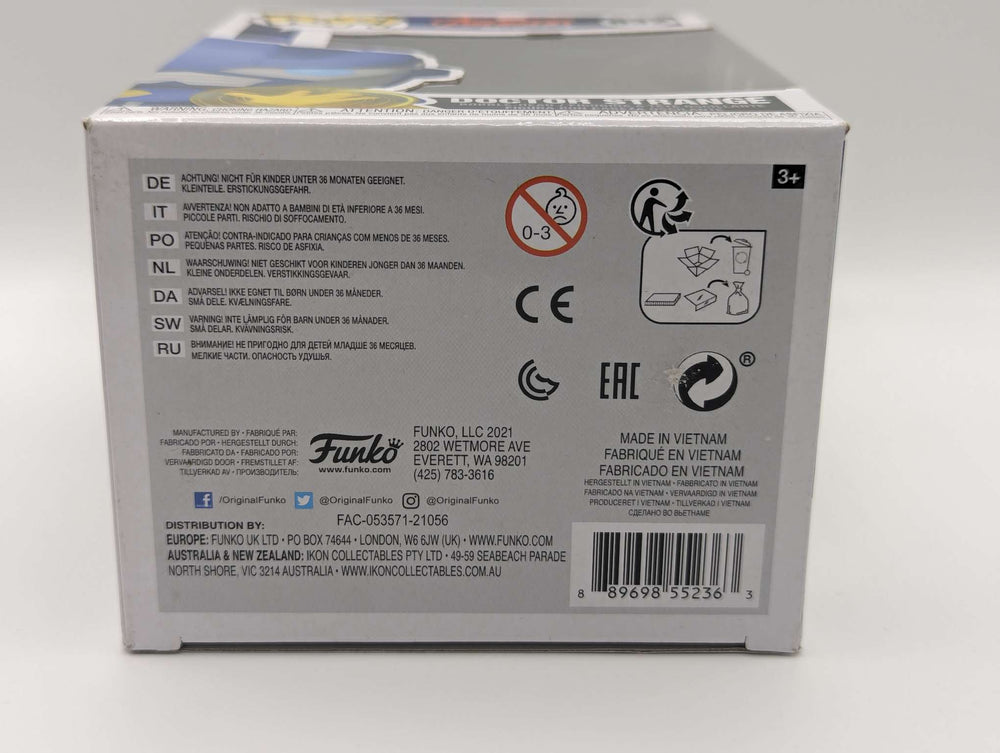 DOCTOR STRANGE
DE ACHTUNG! NICHT FÜR KINDER UNTER 36 MONATEN GEEIGNET.
KLEINTEILE. ERSTICKUNGSGEFAHR.
IT AVVERTENZA! NON ADATTO A BAMBINI DI ETÀ INFERIORE A 36 MESI.
PICCOLE PARTI. RISCHIO DI SOFFOCAMENTO.
PO ATENÇÃO! CONTRA-INDICADO PARA CRIANÇAS COM MENOS DE 36 MESES.
PEQUENAS PARTES. RISCO DE ASFIXIA.
NL WAARSCHUWING! NIET GESCHIKT VOOR KINDEREN JONGER DAN 36 MAANDEN.
KLEINE ONDERDELEN. VERSTIKKINGSGEVAAR.
DA ADVARSEL! IKKE EGNET TIL BØRN UNDER 36 MÅNEDER.
SMÅ DELE. KVÆLNINGSFARE.
SW VARNING! INTE LÄMPLIG FÖR BARN UNDER 36 MÅNADER.
SMÅ DELAR. KVÄVNINGSRISK.
RU ВНИМАНИЕ! НЕ ПРИГОДНО ДЛЯ ДЕТЕЙ МЛАДШЕ 36 МЕСЯЦЕВ.
МЕЛКИЕ ЧАСТИ. ОПАСНОСТЬ УДУШЬЯ.
0-3
3+
CE
EAC
®
MANUFACTURED BY • FABRIQUÉ PAR:
FABRICADO POR • HERGESTELLT DURCH:
FABBRICATO DA • FABRICADO POR:
VERVAARDIGD DOOR • FREMSTILLET AF:
TILLVERKAD AV • ПРОИЗВОДИТЕЛЬ:
Funko
www.funko.com
FUNKO, LLC 2021
2802 WETMORE AVE
EVERETT, WA 98201
(425) 783-3616
/OriginalFunko @OriginalFunko @OriginalFunko
FAC-053571-21056
DISTRIBUTION BY:
EUROPE: FUNKO UK LTD • PO BOX 74644 • LONDON, W6 6JW (UK) • WWW.FUNKO.COM
AUSTRALIA & NEW ZEALAND: IKON COLLECTABLES PTY LTD • 49-59 SEABEACH PARADE
NORTH SHORE, VIC 3214 AUSTRALIA • WWW.IKONCOLLECTABLES.COM.AU
MADE IN VIETNAM
FABRIQUÉ EN VIETNAM
FABRICADO EN VIETNAM
HERGESTELLT IN VIETNAM • FABBRICATO IN VIETNAM
FABRICADO NA VIETNAM • VERVAARDIGD IN VIETNAM
PRODUCERET I VIETNAM • TILLVERKAD I VIETNAM
СДЕЛАНО ВО ВЬЕТНАМЕ
8 89698 55236 3